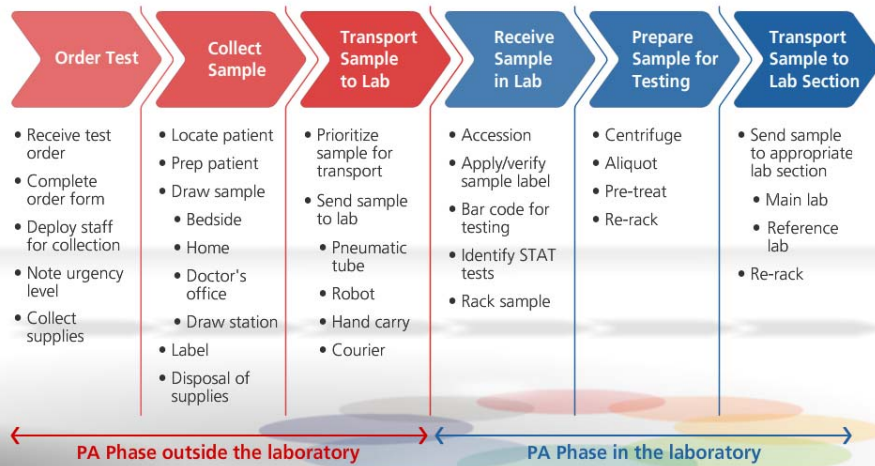 Order Test
Collect
Sample
Transport
Sample
to Lab
Receive
Sample
in Lab
Prepare
Sample for
Testing
Transport
Sample to
Lab Section
• Receive test
order
• Complete
order form
• Deploy staff
for collection
• Note urgency
level
• Collect
supplies
• Locate patient
• Prep patient
• Draw sample
• Bedside
• Home
• Doctor's
office
• Draw station
• Label
• Disposal of
supplies
• Prioritize
sample for
transport
• Send sample
to lab
• Pneumatic
tube
• Robot
• Hand carry
• Courier
• Accession
• Apply/verify
sample label
• Bar code for
testing
• Identify STAT
tests
• Rack sample
• Centrifuge
• Aliquot
• Pre-treat
• Re-rack
• Send sample
to appropriate
lab section
• Main lab
• Reference
lab
• Re-rack
PA Phase outside the laboratory
PA Phase in the laboratory